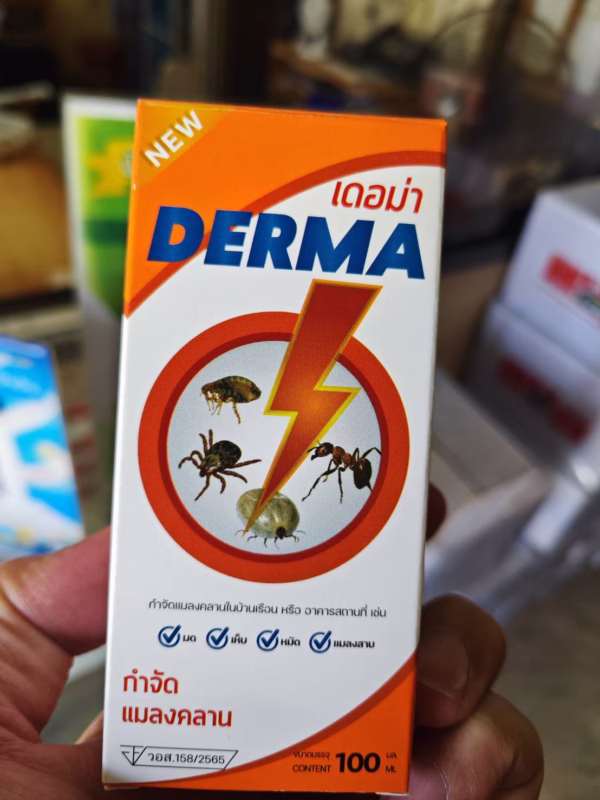 NEW
เดอม่า
DERMA
กำจัดแมลงคลานในบ้านเรือน หรือ อาคารสถานที่ เช่น
มด เห็บ หมัด แมลงสาบ
กำจัด
แมลงคลาน
วอส.158/2565
ขนาดบรรจุ 100 มล.
CONTENT ML.